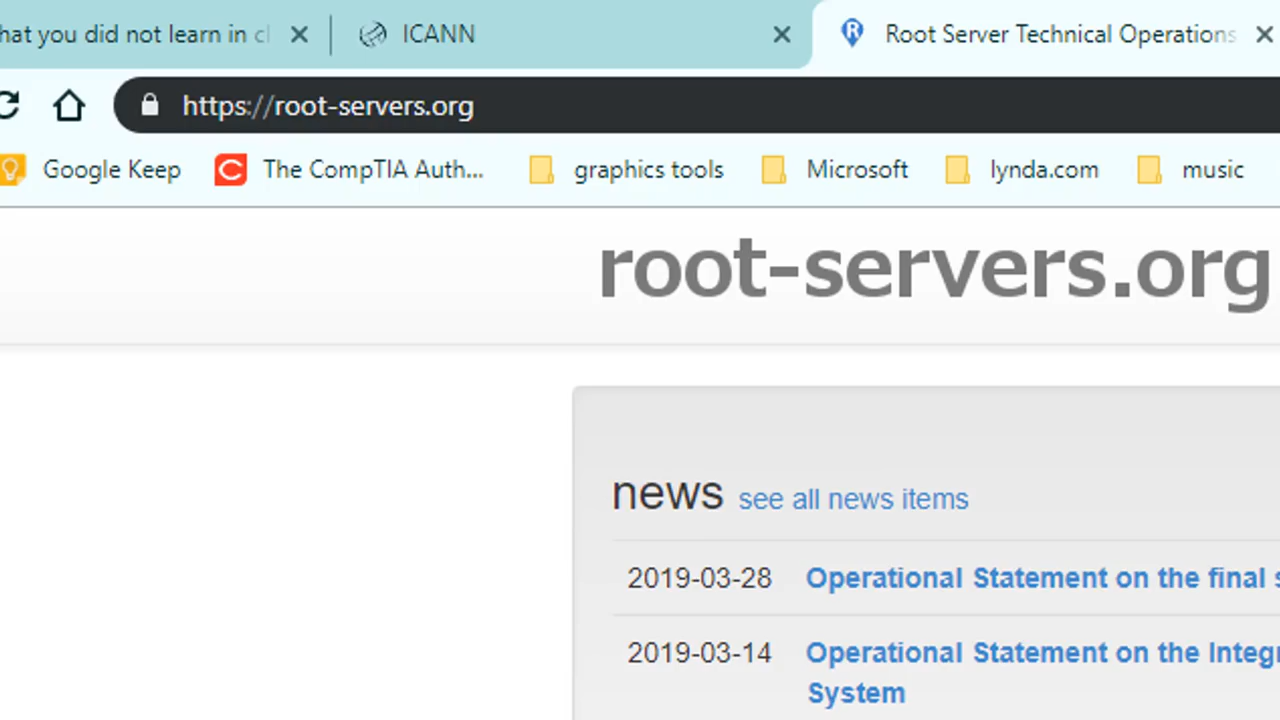 hat you did not learn in cl
ICANN
Root Server Technical Operations
https://root-servers.org
Google Keep
The CompTIA Auth...
graphics tools
Microsoft
lynda.com
music
root-servers.org
news see all news items
2019-03-28 Operational Statement on the final
2019-03-14 Operational Statement on the Integr
System